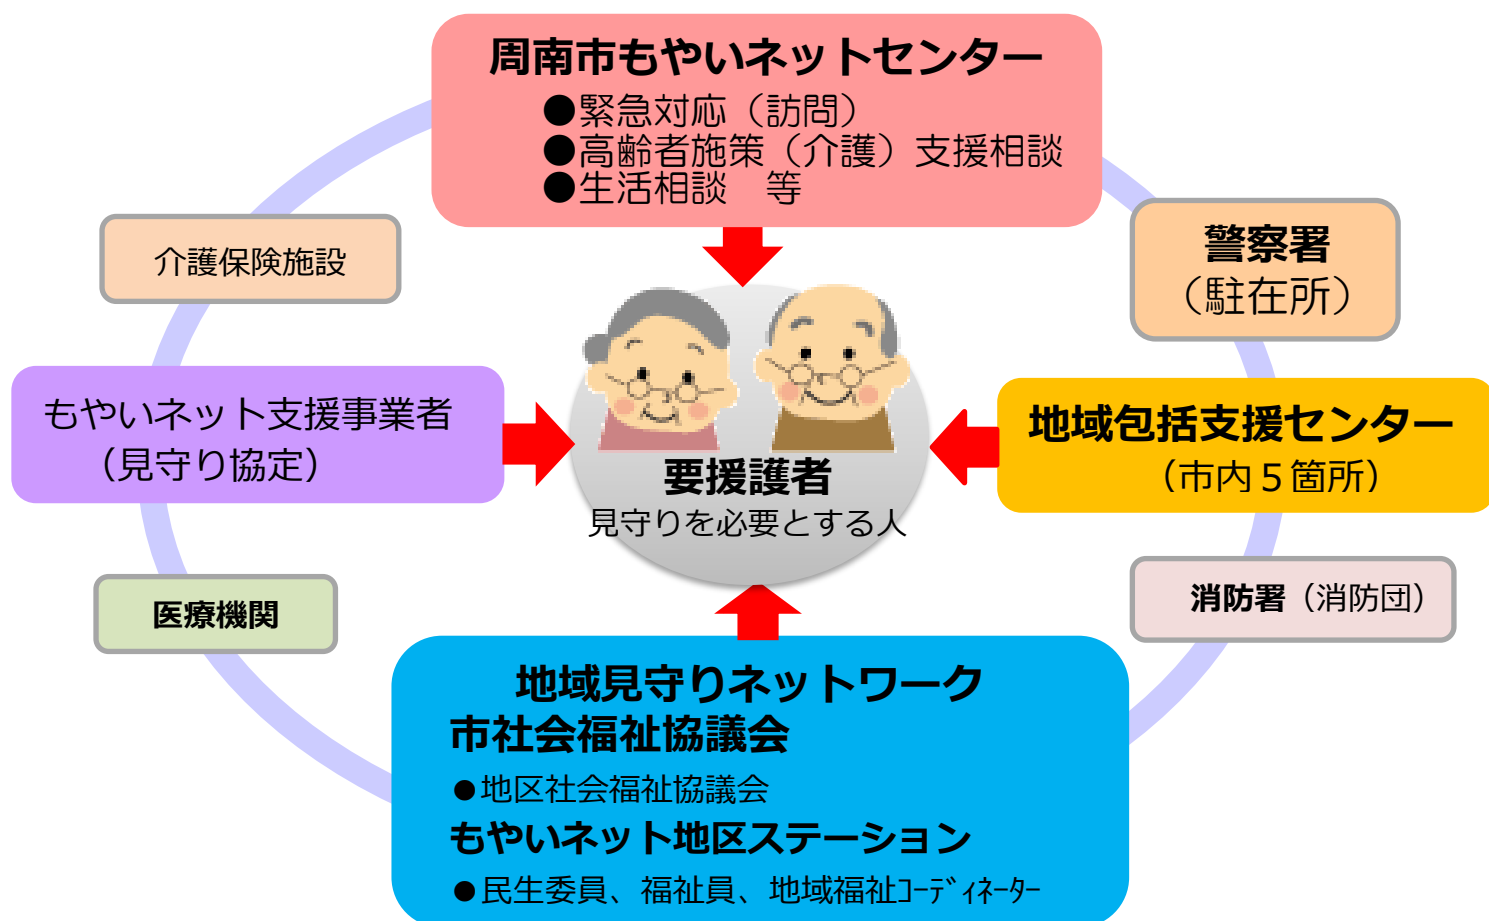 周南市もやいネットセンター
●緊急対応（訪問）
●高齢者施策（介護）支援相談
●生活相談　等
介護保険施設
警察署
（駐在所）
もやいネット支援事業者
（見守り協定）
地域包括支援センター
（市内５箇所）
要援護者
見守りを必要とする人
医療機関
消防署（消防団）
地域見守りネットワーク
市社会福祉協議会
●地区社会福祉協議会
もやいネット地区ステーション
●民生委員、福祉員、地域福祉ｺｰﾃﾞｨﾈｰﾀｰ